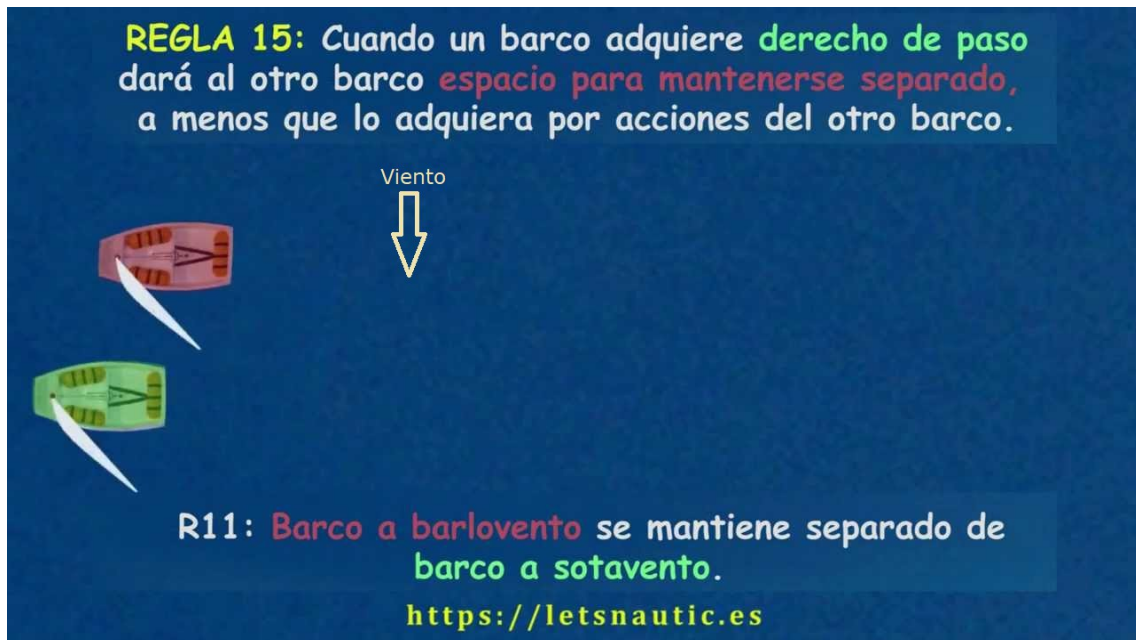 REGLA 15: Cuando un barco adquiere derecho de paso
dará al otro barco espacio para mantenerse separado,
a menos que lo adquiera por acciones del otro barco.
Viento
R11: Barco a barlovento se mantiene separado de
barco a sotavento.
https://letsnautic.es